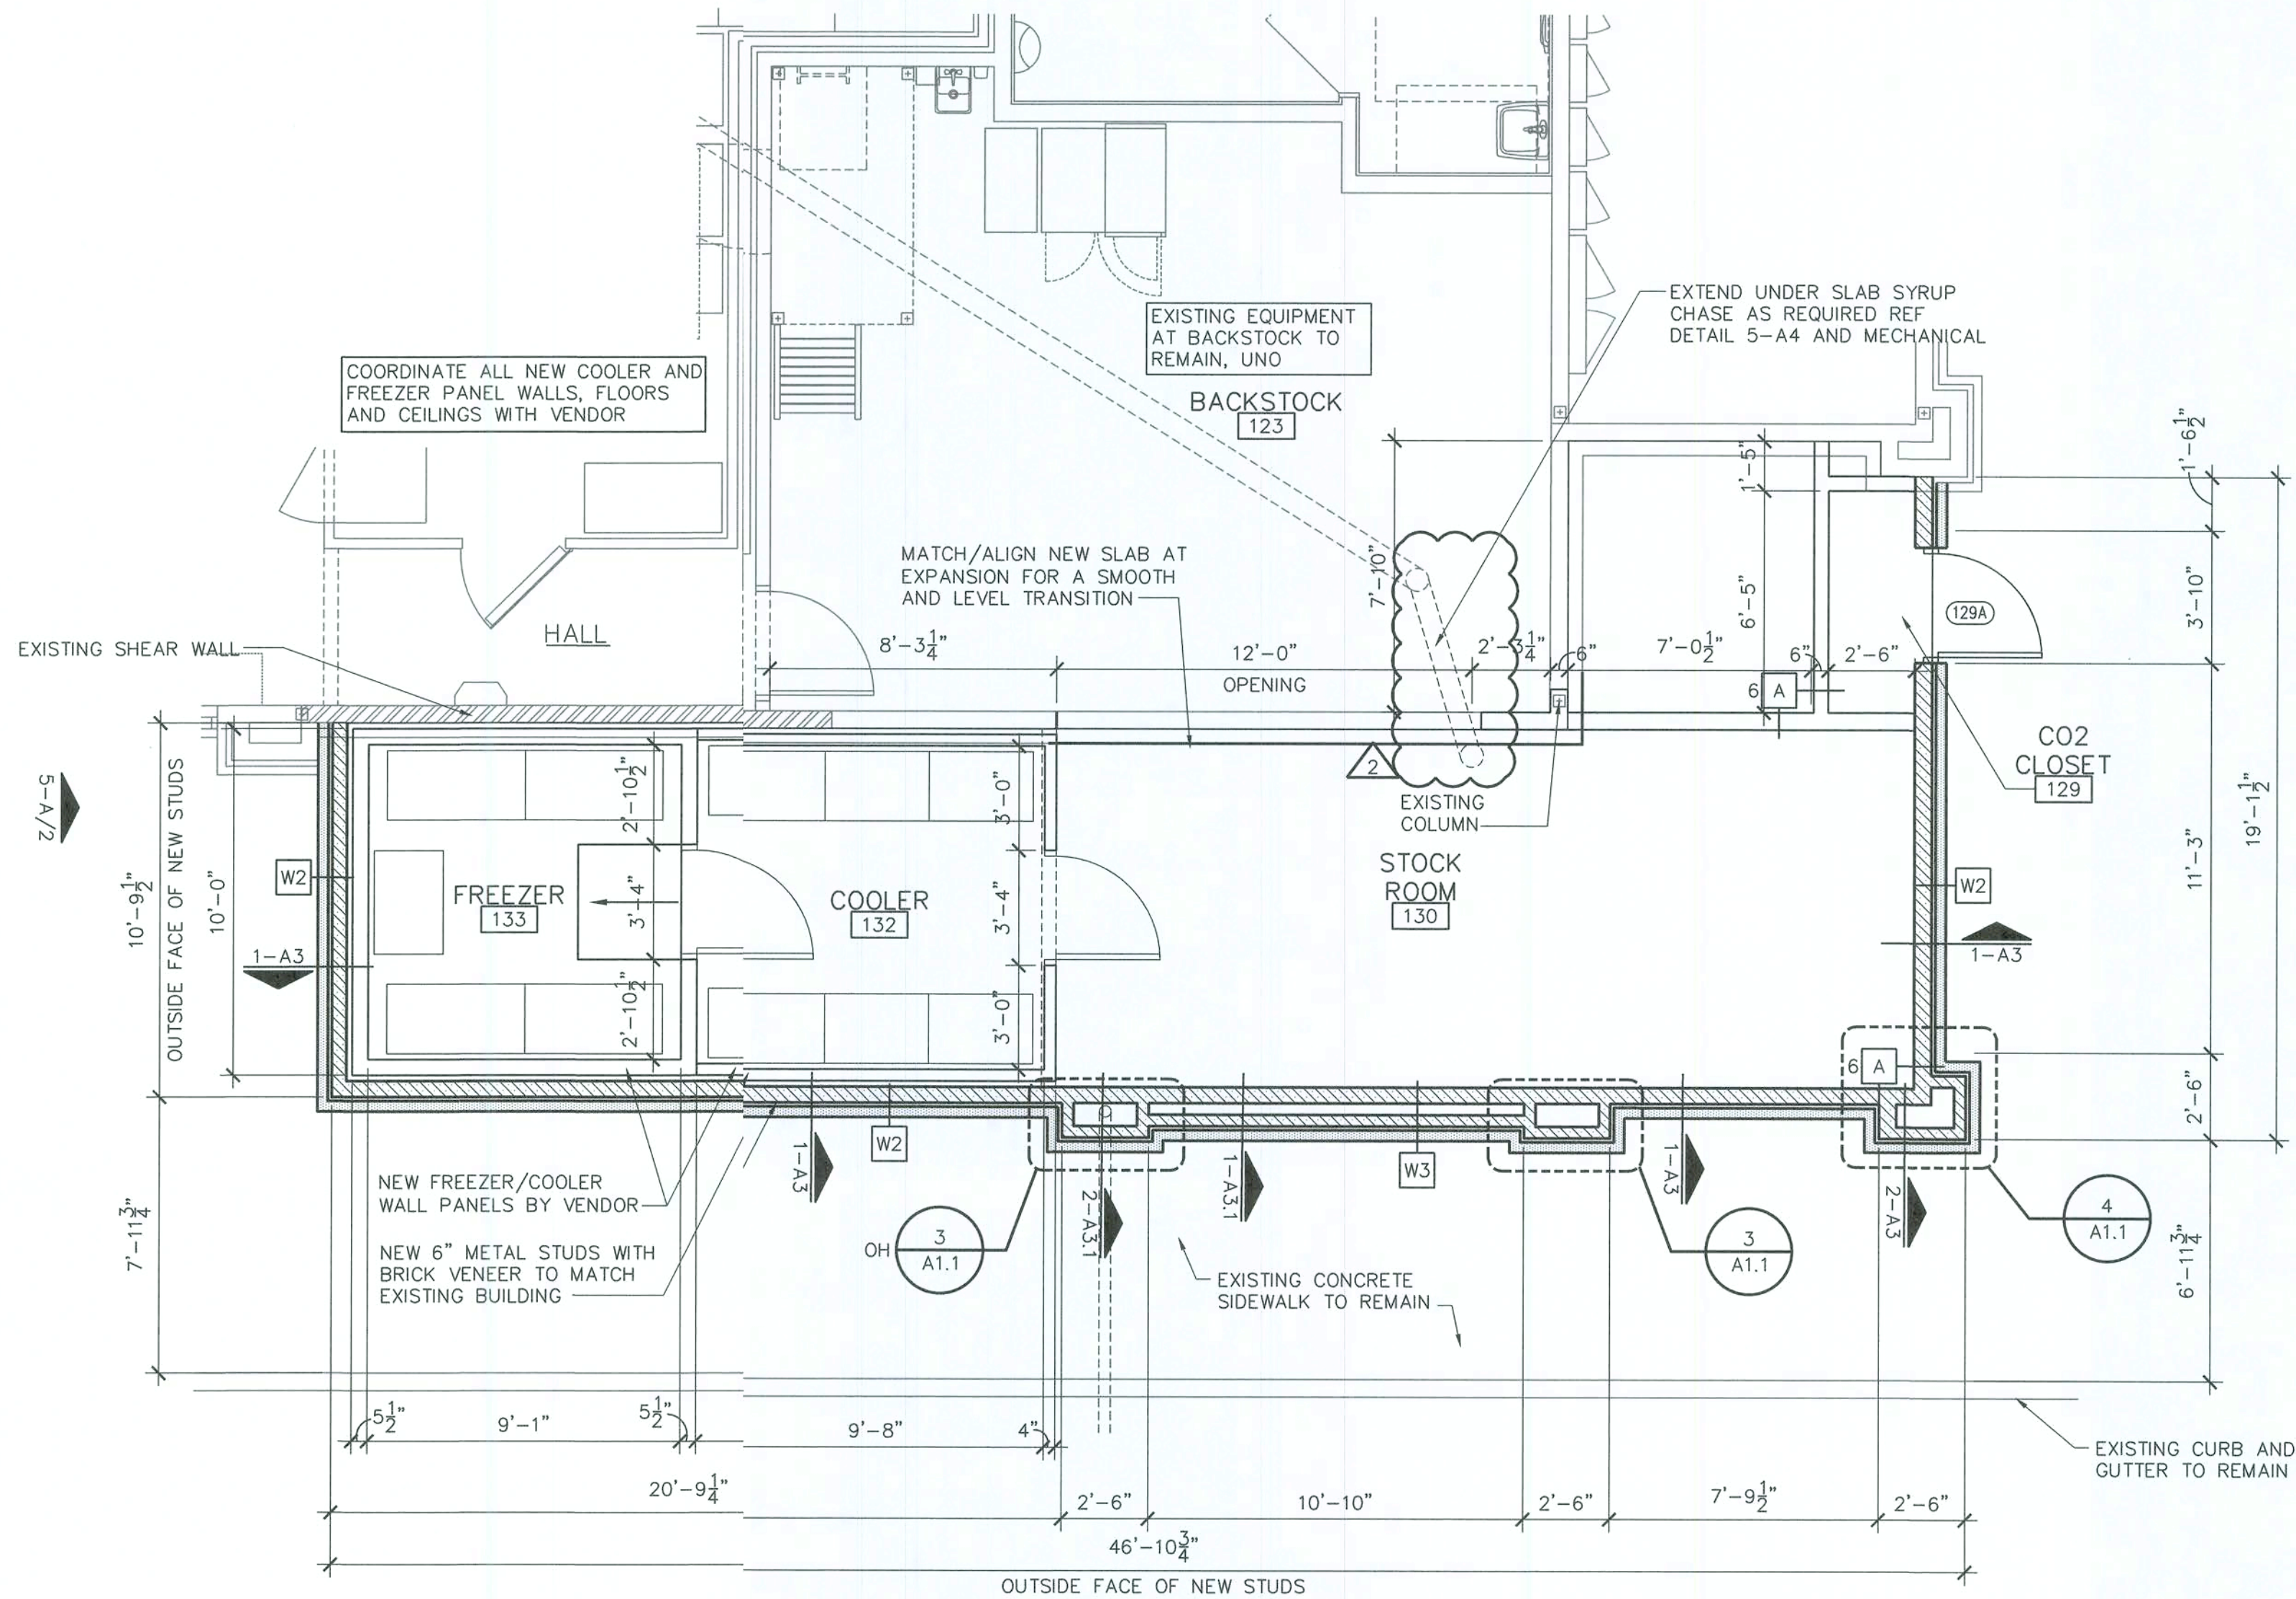 EXTEND UNDER SLAB SYRUP
CHASE AS REQUIRED REF
DETAIL 5-A4 AND MECHANICAL
EXISTING EQUIPMENT
AT BACKSTOCK TO
REMAIN, UNO
BACKSTOCK
123
COORDINATE ALL NEW COOLER AND
FREEZER PANEL WALLS, FLOORS
AND CEILINGS WITH VENDOR
1'-6 1/2"
1'-5"
MATCH/ALIGN NEW SLAB AT
EXPANSION FOR A SMOOTH
AND LEVEL TRANSITION
7'-10"
6'-5"
3'-10"
129A
HALL
EXISTING SHEAR WALL
8'-3 1/4"
12'-0"
OPENING
2'-3 1/4"
6"
7'-0 1/2"
6"
2'-6"
6
A
CO2
CLOSET
129
2
EXISTING
COLUMN
STOCK
ROOM
130
5-A/2
10'-9 1/2"
OUTSIDE FACE OF NEW STUDS
10'-0"
W2
1-A3
FREEZER
133
2'-10 1/2"
3'-4"
2'-10 1/2"
COOLER
132
3'-0"
3'-4"
3'-0"
W2
1-A3
11'-3"
19'-1 1/2"
6
A
2'-6"
W2
W3
1-A3
2-A3.1
1-A3.1
1-A3
2-A3
NEW FREEZER/COOLER
WALL PANELS BY VENDOR
NEW 6" METAL STUDS WITH
BRICK VENEER TO MATCH
EXISTING BUILDING
7'-11 3/4"
OH
3
A1.1
EXISTING CONCRETE
SIDEWALK TO REMAIN
3
A1.1
4
A1.1
6'-11 3/4"
5 1/2"
9'-1"
5 1/2"
9'-8"
4"
EXISTING CURB AND
GUTTER TO REMAIN
20'-9 1/4"
2'-6"
10'-10"
2'-6"
7'-9 1/2"
2'-6"
46'-10 3/4"
OUTSIDE FACE OF NEW STUDS